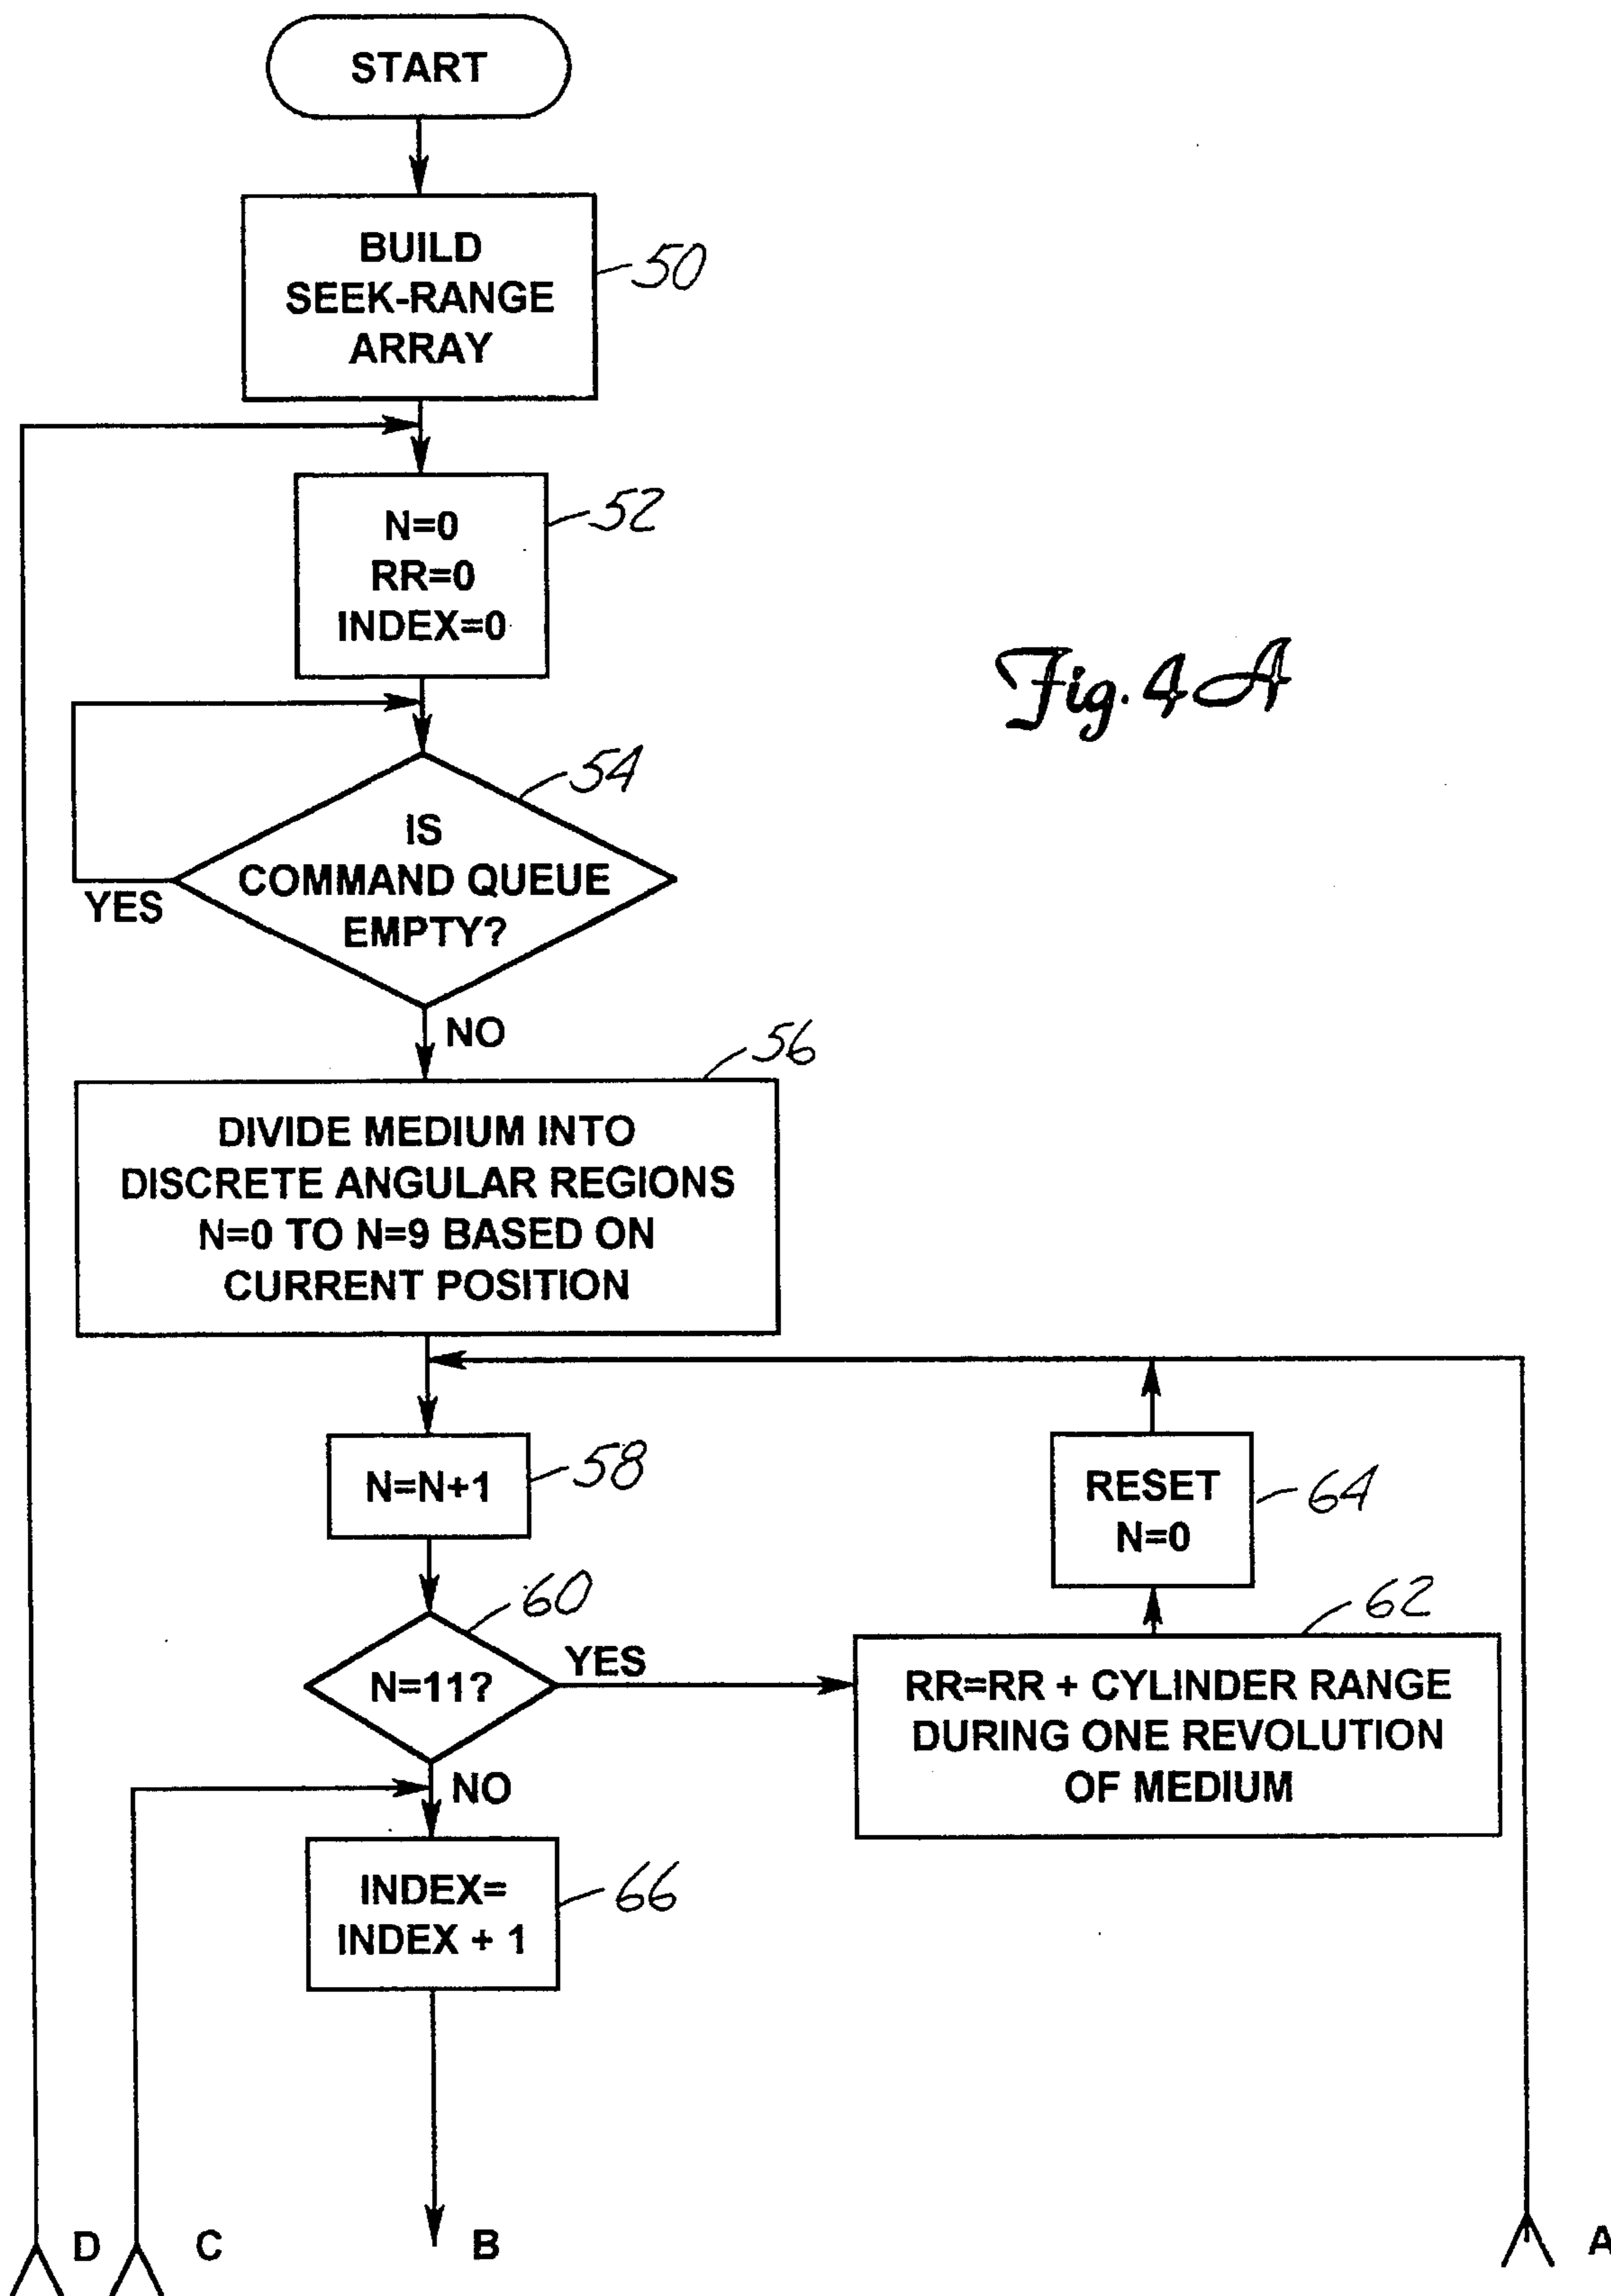 START
BUILD
SEEK-RANGE
ARRAY
50
N=0
RR=0
INDEX=0
52
Fig. 4A
54
IS
COMMAND QUEUE
EMPTY?
YES
NO
56
DIVIDE MEDIUM INTO
DISCRETE ANGULAR REGIONS
N=0 TO N=9 BASED ON
CURRENT POSITION
N=N+1
58
RESET
N=0
64
60
N=11?
YES
62
RR=RR + CYLINDER RANGE
DURING ONE REVOLUTION
OF MEDIUM
NO
INDEX=
INDEX + 1
66
D
C
B
A